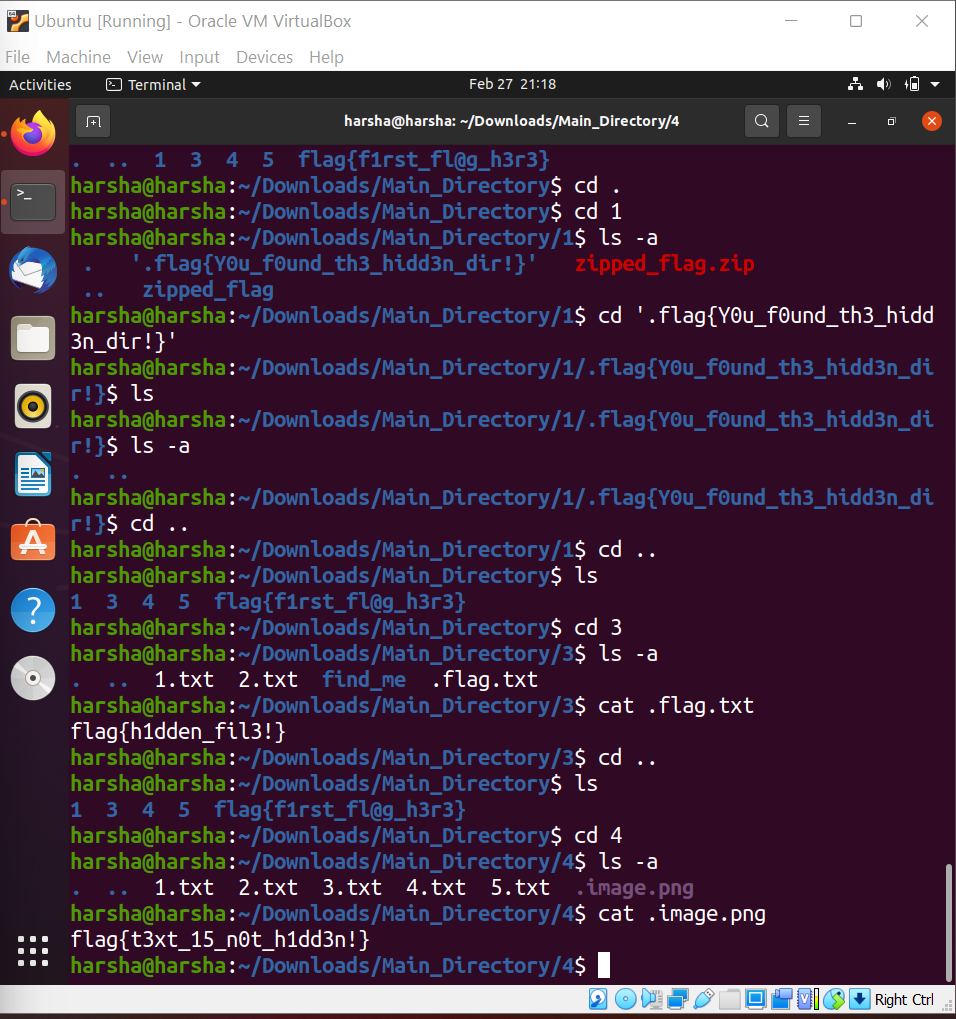 Ubuntu [Running] - Oracle VM VirtualBox
File Machine View Input Devices Help
Activities Terminal Feb 27 21:18
harsha@harsha: ~/Downloads/Main_Directory/4
. .. 1 3 4 5 flag{f1rst_fl@g_h3r3}
harsha@harsha:~/Downloads/Main_Directory$ cd .
harsha@harsha:~/Downloads/Main_Directory$ cd 1
harsha@harsha:~/Downloads/Main_Directory/1$ ls -a
. '.flag{Y0u_f0und_th3_hidd3n_dir!}' zipped_flag.zip
.. zipped_flag
harsha@harsha:~/Downloads/Main_Directory/1$ cd '.flag{Y0u_f0und_th3_hidd
3n_dir!}'
harsha@harsha:~/Downloads/Main_Directory/1/.flag{Y0u_f0und_th3_hidd3n_di
r!}$ ls
harsha@harsha:~/Downloads/Main_Directory/1/.flag{Y0u_f0und_th3_hidd3n_di
r!}$ ls -a
. ..
harsha@harsha:~/Downloads/Main_Directory/1/.flag{Y0u_f0und_th3_hidd3n_di
r!}$ cd ..
harsha@harsha:~/Downloads/Main_Directory/1$ cd ..
harsha@harsha:~/Downloads/Main_Directory$ ls
1 3 4 5 flag{f1rst_fl@g_h3r3}
harsha@harsha:~/Downloads/Main_Directory$ cd 3
harsha@harsha:~/Downloads/Main_Directory/3$ ls -a
. .. 1.txt 2.txt find_me .flag.txt
harsha@harsha:~/Downloads/Main_Directory/3$ cat .flag.txt
flag{h1dden_fil3!}
harsha@harsha:~/Downloads/Main_Directory/3$ cd ..
harsha@harsha:~/Downloads/Main_Directory$ ls
1 3 4 5 flag{f1rst_fl@g_h3r3}
harsha@harsha:~/Downloads/Main_Directory$ cd 4
harsha@harsha:~/Downloads/Main_Directory/4$ ls -a
. .. 1.txt 2.txt 3.txt 4.txt 5.txt .image.png
harsha@harsha:~/Downloads/Main_Directory/4$ cat .image.png
flag{t3xt_15_n0t_h1dd3n!}
harsha@harsha:~/Downloads/Main_Directory/4$
Right Ctrl